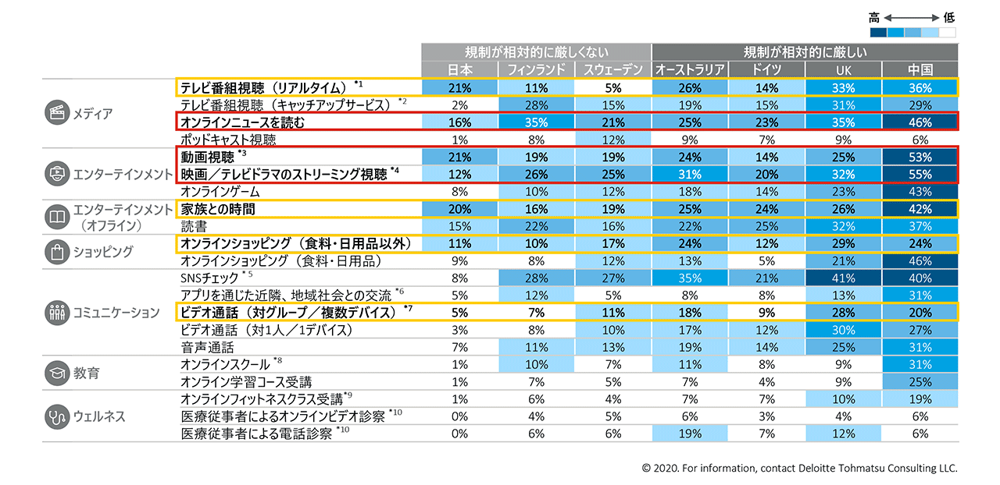 高 低
規制が相対的に厳しくない 規制が相対的に厳しい
日本 フィンランド スウェーデン オーストラリア ドイツ UK 中国
メディア
テレビ番組視聴（リアルタイム）*1 21% 11% 5% 26% 14% 33% 36%
テレビ番組視聴（キャッチアップサービス）*2 2% 28% 15% 19% 15% 31% 29%
オンラインニュースを読む 16% 35% 21% 25% 23% 35% 46%
ポッドキャスト視聴 1% 8% 12% 9% 7% 9% 6%
エンターテインメント
動画視聴 *3 21% 19% 19% 24% 14% 25% 53%
映画／テレビドラマのストリーミング視聴 *4 12% 26% 25% 31% 20% 32% 55%
オンラインゲーム 8% 10% 12% 18% 14% 23% 43%
エンターテインメント
（オフライン）
家族との時間 20% 16% 19% 25% 24% 26% 42%
読書 15% 22% 16% 22% 25% 32% 37%
ショッピング
オンラインショッピング（食料・日用品以外） 11% 10% 17% 24% 12% 29% 24%
オンラインショッピング（食料・日用品） 9% 8% 12% 13% 5% 21% 46%
コミュニケーション
SNSチェック *5 8% 28% 27% 35% 21% 41% 40%
アプリを通じた近隣、地域社会との交流 *6 5% 12% 5% 8% 8% 13% 31%
ビデオ通話（対グループ／複数デバイス）*7 5% 7% 11% 18% 9% 28% 20%
ビデオ通話（対1人／1デバイス） 3% 8% 10% 17% 12% 30% 27%
音声通話 7% 11% 13% 19% 14% 25% 31%
教育
オンラインスクール *8 1% 10% 7% 11% 8% 9% 31%
オンライン学習コース受講 1% 7% 5% 7% 4% 9% 25%
ウェルネス
オンラインフィットネスクラス受講*9 1% 6% 4% 7% 7% 10% 19%
医療従事者によるオンラインビデオ診察 *10 0% 4% 5% 6% 3% 4% 6%
医療従事者による電話診察 *10 0% 6% 6% 19% 7% 12% 6%
© 2020. For information, contact Deloitte Tohmatsu Consulting LLC.